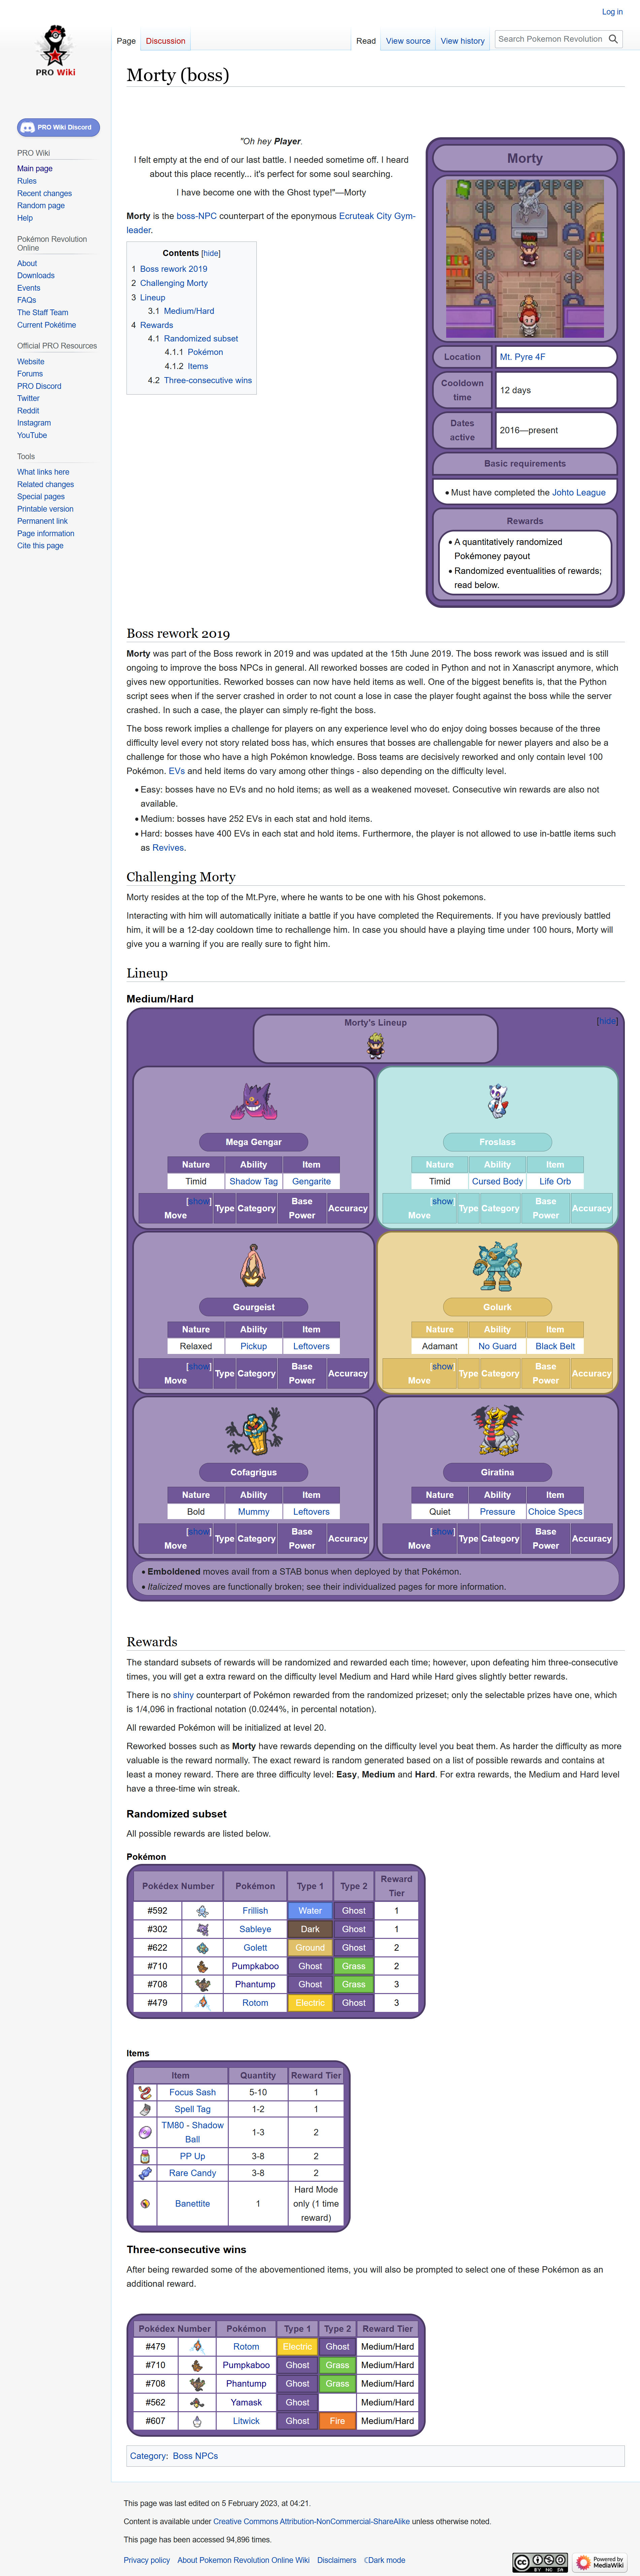 Log in
Page
Discussion
Read
View source
View history
Search Pokemon Revolution
PRO Wiki
PRO Wiki Discord
PRO Wiki
Main page
Rules
Recent changes
Random page
Help
Pokémon Revolution
Online
About
Downloads
Events
FAQs
The Staff Team
Current Pokétime
Official PRO Resources
Website
Forums
PRO Discord
Twitter
Reddit
Instagram
YouTube
Tools
What links here
Related changes
Special pages
Printable version
Permanent link
Page information
Cite this page
Morty (boss)
"Oh hey Player.
I felt empty at the end of our last battle. I needed sometime off. I heard
about this place recently... it's perfect for some soul searching.
I have become one with the Ghost type!"—Morty
Morty is the boss-NPC counterpart of the eponymous Ecruteak City Gym-
leader.
Contents [hide]
1 Boss rework 2019
2 Challenging Morty
3 Lineup
3.1 Medium/Hard
4 Rewards
4.1 Randomized subset
4.1.1 Pokémon
4.1.2 Items
4.2 Three-consecutive wins
Morty
Location Mt. Pyre 4F
Cooldown
time
12 days
Dates
active
2016—present
Basic requirements
• Must have completed the Johto League
Rewards
• A quantitatively randomized
Pokémoney payout
• Randomized eventualities of rewards;
read below.
Boss rework 2019
Morty was part of the Boss rework in 2019 and was updated at the 15th June 2019. The boss rework was issued and is still
ongoing to improve the boss NPCs in general. All reworked bosses are coded in Python and not in Xanascript anymore, which
gives new opportunities. Reworked bosses can now have held items as well. One of the biggest benefits is, that the Python
script sees when if the server crashed in order to not count a lose in case the player fought against the boss while the server
crashed. In such a case, the player can simply re-fight the boss.
The boss rework implies a challenge for players on any experience level who do enjoy doing bosses because of the three
difficulty level every not story related boss has, which ensures that bosses are challengable for newer players and also be a
challenge for those who have a high Pokémon knowledge. Boss teams are decisively reworked and only contain level 100
Pokémon. EVs and held items do vary among other things - also depending on the difficulty level.
• Easy: bosses have no EVs and no hold items; as well as a weakened moveset. Consecutive win rewards are also not
available.
• Medium: bosses have 252 EVs in each stat and hold items.
• Hard: bosses have 400 EVs in each stat and hold items. Furthermore, the player is not allowed to use in-battle items such
as Revives.
Challenging Morty
Morty resides at the top of the Mt.Pyre, where he wants to be one with his Ghost pokemons.
Interacting with him will automatically initiate a battle if you have completed the Requirements. If you have previously battled
him, it will be a 12-day cooldown time to rechallenge him. In case you should have a playing time under 100 hours, Morty will
give you a warning if you are really sure to fight him.
Lineup
Medium/Hard
Morty's Lineup
[hide]
Mega Gengar
Nature Ability Item
Timid Shadow Tag Gengarite
[show]
Move Type Category Base Power Accuracy
Froslass
Nature Ability Item
Timid Cursed Body Life Orb
[show]
Move Type Category Base Power Accuracy
Gourgeist
Nature Ability Item
Relaxed Pickup Leftovers
[show]
Move Type Category Base Power Accuracy
Golurk
Nature Ability Item
Adamant No Guard Black Belt
[show]
Move Type Category Base Power Accuracy
Cofagrigus
Nature Ability Item
Bold Mummy Leftovers
[show]
Move Type Category Base Power Accuracy
Giratina
Nature Ability Item
Quiet Pressure Choice Specs
[show]
Move Type Category Base Power Accuracy
• Emboldened moves avail from a STAB bonus when deployed by that Pokémon.
• Italicized moves are functionally broken; see their individualized pages for more information.
Rewards
The standard subsets of rewards will be randomized and rewarded each time; however, upon defeating him three-consecutive
times, you will get a extra reward on the difficulty level Medium and Hard while Hard gives slightly better rewards.
There is no shiny counterpart of Pokémon rewarded from the randomized prizeset; only the selectable prizes have one, which
is 1/4,096 in fractional notation (0.0244%, in percental notation).
All rewarded Pokémon will be initialized at level 20.
Reworked bosses such as Morty have rewards depending on the difficulty level you beat them. As harder the difficulty as more
valuable is the reward normally. The exact reward is random generated based on a list of possible rewards and contains at
least a money reward. There are three difficulty level: Easy, Medium and Hard. For extra rewards, the Medium and Hard level
have a three-time win streak.
Randomized subset
All possible rewards are listed below.
Pokémon
Pokédex Number Pokémon Type 1 Type 2 Reward Tier
#592 Frillish Water Ghost 1
#302 Sableye Dark Ghost 1
#622 Golett Ground Ghost 2
#710 Pumpkaboo Ghost Grass 2
#708 Phantump Ghost Grass 3
#479 Rotom Electric Ghost 3
Items
Item Quantity Reward Tier
Focus Sash 5-10 1
Spell Tag 1-2 1
TM80 - Shadow Ball 1-3 2
PP Up 3-8 2
Rare Candy 3-8 2
Banettite 1 Hard Mode only (1 time reward)
Three-consecutive wins
After being rewarded some of the abovementioned items, you will also be prompted to select one of these Pokémon as an
additional reward.
Pokédex Number Pokémon Type 1 Type 2 Reward Tier
#479 Rotom Electric Ghost Medium/Hard
#710 Pumpkaboo Ghost Grass Medium/Hard
#708 Phantump Ghost Grass Medium/Hard
#562 Yamask Ghost Medium/Hard
#607 Litwick Ghost Fire Medium/Hard
Category: Boss NPCs
This page was last edited on 5 February 2023, at 04:21.
Content is available under Creative Commons Attribution-NonCommercial-ShareAlike unless otherwise noted.
This page has been accessed 94,896 times.
Privacy policy About Pokemon Revolution Online Wiki Disclaimers ☾Dark mode
CC BY NC SA
Powered by
MediaWiki